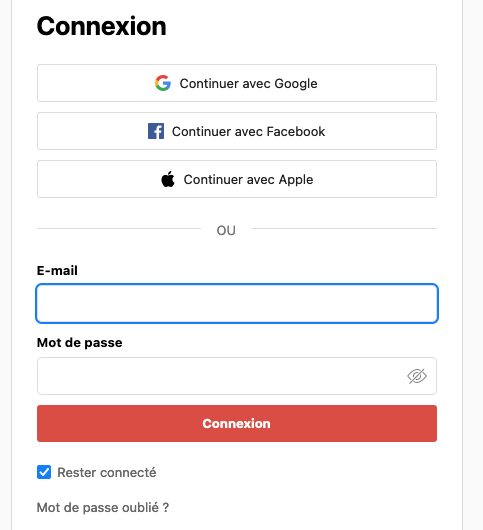 Connexion
Continuer avec Google
Continuer avec Facebook
Continuer avec Apple
OU
E-mail
Mot de passe
Connexion
Rester connecté
Mot de passe oublié ?